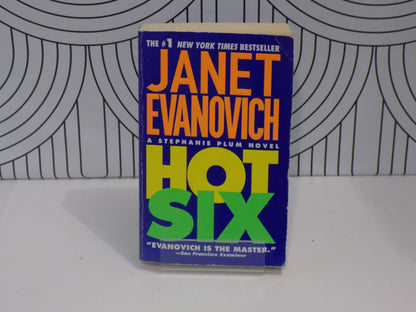 THE #1 NEW YORK TIMES BESTSELLER
JANET
EVANOVICH
A STEPHANIE PLUM NOVEL
HOT
SIX
"EVANOVICH IS THE MASTER."
—San Francisco Examiner